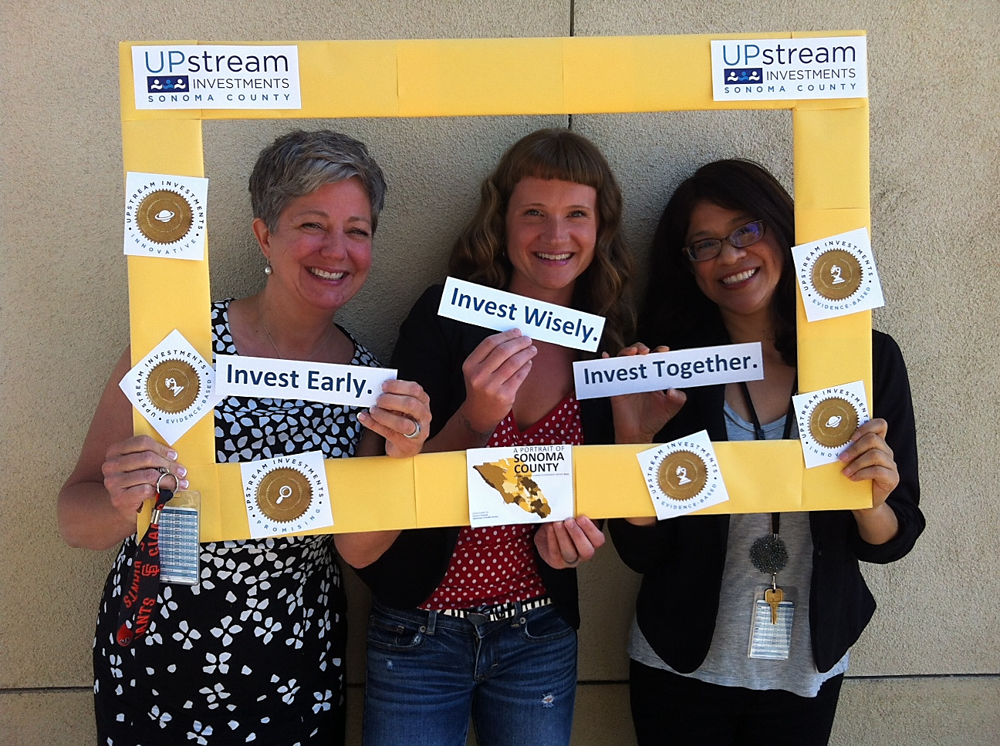 UPstream
INVESTMENTS
SONOMA COUNTY
UPstream
INVESTMENTS
SONOMA COUNTY
UPSTREAM INVESTMENTS
INNOVATIVE
UPSTREAM INVESTMENTS
EVIDENCE-BASED
Invest Wisely.
Invest Early.
Invest Together.
UPSTREAM INVESTMENTS
EVIDENCE-BASED
UPSTREAM INVESTMENTS
INNOV
UPSTREAM INVESTMENTS
PROMISING
A PORTRAIT OF
SONOMA
COUNTY
UPSTREAM INVESTMENTS
EVIDENCE-BASED
GIANTS
SF
ANTS